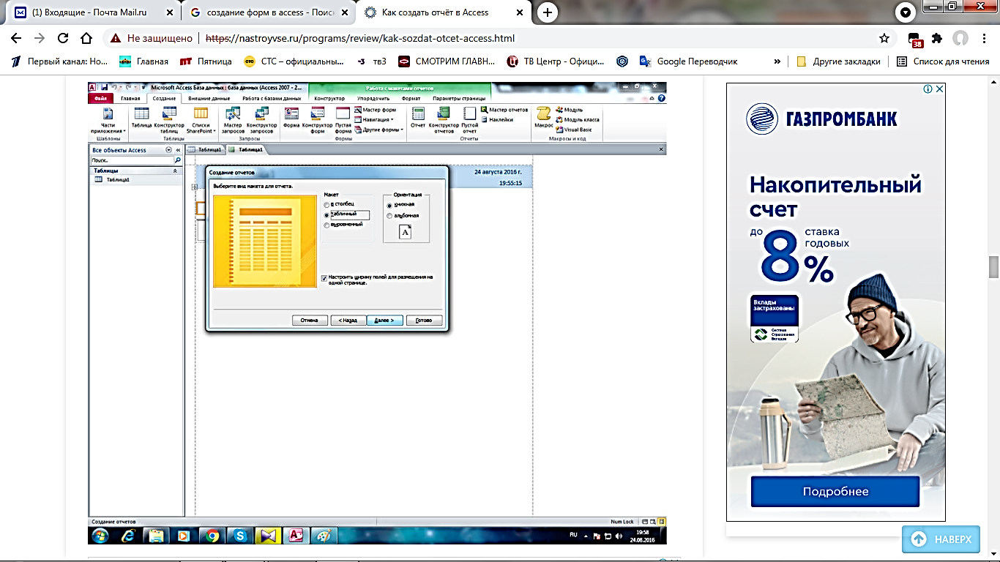 (1) Входящие - Почта Mail.ru
создание форм в access - Поиск
Как создать отчёт в Access
Не защищено
https://nastroyvse.ru/programs/review/kak-sozdat-otcet-access.html
38
Первый канал: Но...
Главная
Пятница
СТС – официальны...
тв3
СМОТРИМ ГЛАВН...
ТВ Центр - Офици...
Google Переводчик
»
Другие закладки
Список для чтения
Microsoft Access База данных : база данных (Access 2007 - 2...
Работа с макетами отчетов
Файл
Главная
Создание
Внешние данные
Работа с базами данных
Конструктор
Упорядочить
Формат
Параметры страницы
Части приложения
Таблица
Конструктор таблиц
Списки SharePoint
Мастер запросов
Конструктор запросов
Форма
Конструктор форм
Пустая форма
Мастер форм
Навигация
Другие формы
Отчет
Конструктор отчетов
Пустой отчет
Мастер отчетов
Наклейки
Макрос
Модуль
Модуль класса
Visual Basic
Шаблоны
Таблицы
Запросы
Формы
Отчеты
Макросы и код
Все объекты Access
Поиск...
Таблицы
Таблица1
Таблица1
Таблица1
24 августа 2016 г.
19:55:15
Создание отчетов
Выберите вид макета для отчета.
Макет
в столбец
табличный
выровненный
Ориентация
книжная
альбомная
A
Настроить ширину полей для размещения на
одной странице.
Отмена
< Назад
Далее >
Готово
Создание отчетов
Num Lock
RU
19:58
24.08.2016
ГАЗПРОМБАНК
Накопительный
счет
до 8% ставка
годовых
Вклады
застрахованы
Система
Страхования
Вкладов
Подробнее
НАВЕРХ